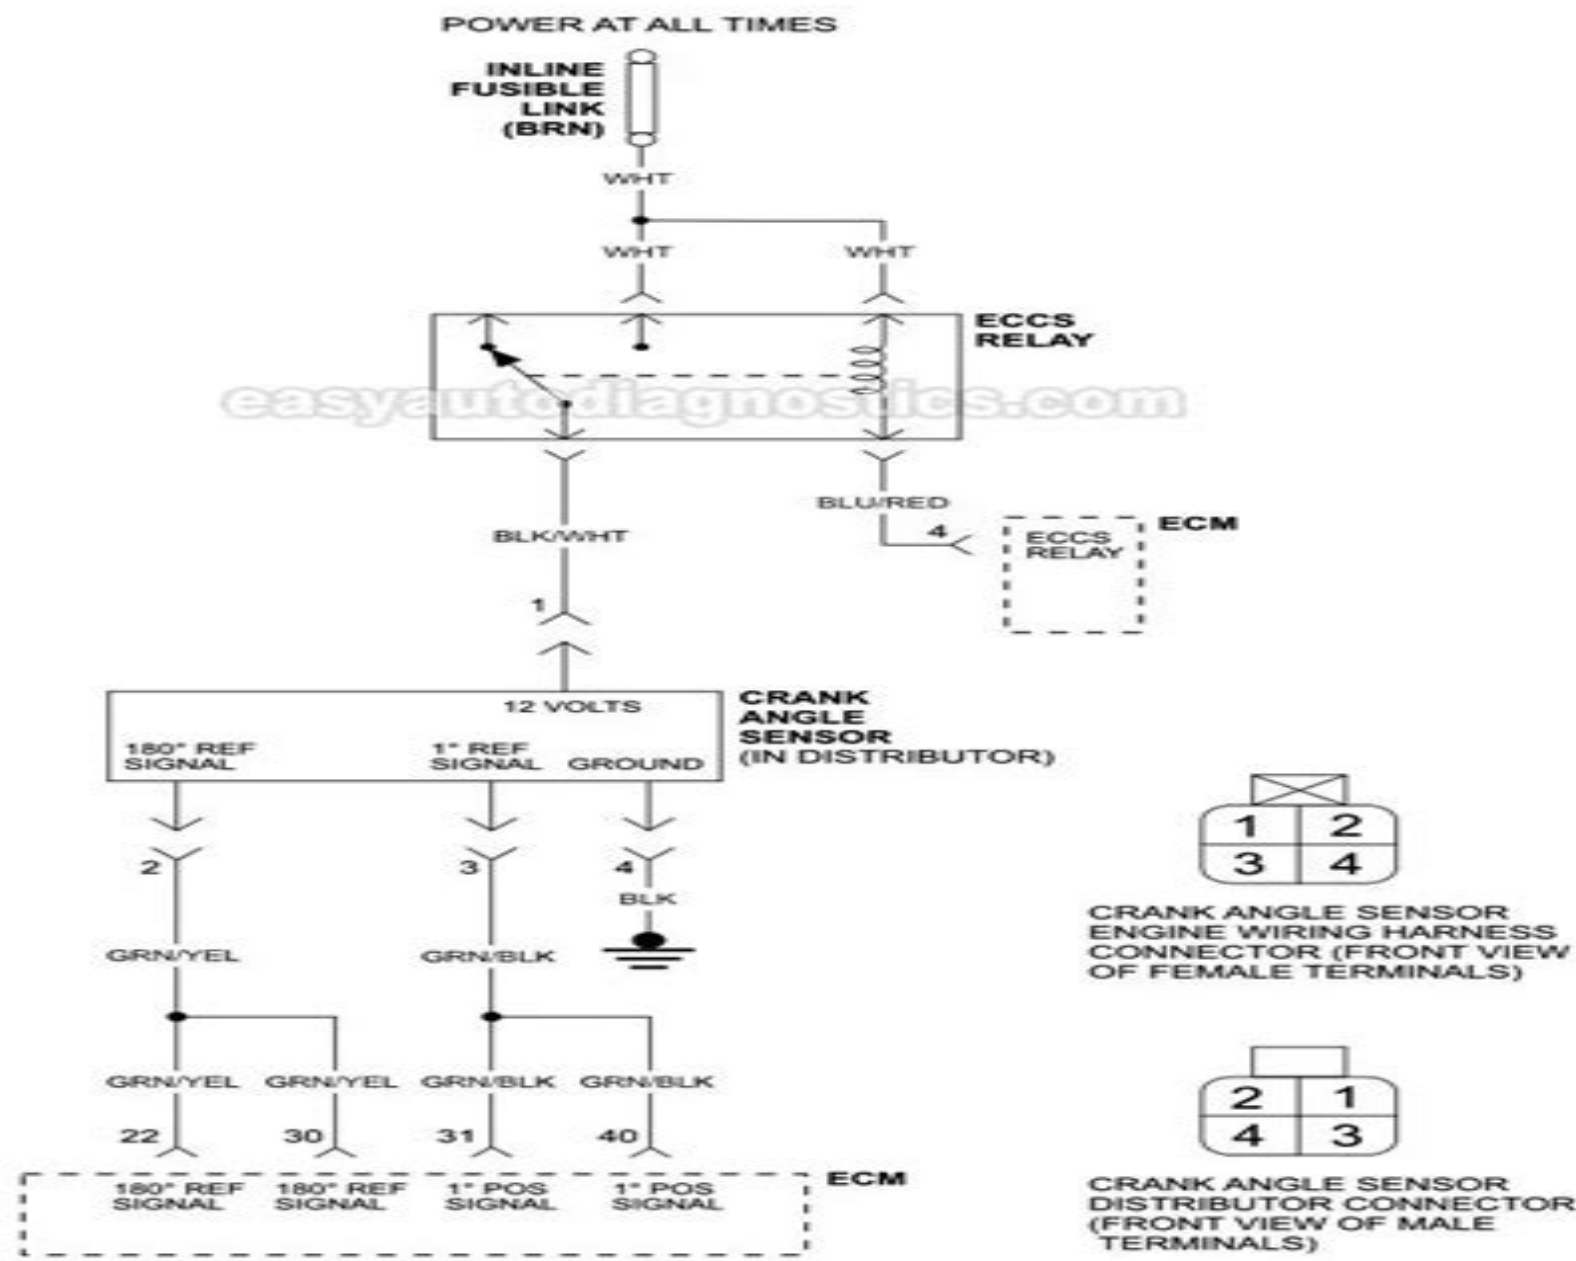 POWER AT ALL TIMES
INLINE
FUSIBLE
LINK
(BRN)
WHT
WHT
WHT
ECCS
RELAY
easyautodiagnostics.com
BLU/RED
4
ECM
ECCS
RELAY
BLK/WHT
1
12 VOLTS
180° REF
SIGNAL
1° REF
SIGNAL
GROUND
CRANK
ANGLE
SENSOR
(IN DISTRIBUTOR)
2
3
4
BLK
GRN/YEL
GRN/BLK
GRN/YEL
GRN/YEL
GRN/BLK
GRN/BLK
22
30
31
40
ECM
180° REF
SIGNAL
180° REF
SIGNAL
1° POS
SIGNAL
1° POS
SIGNAL
1 2
3 4
CRANK ANGLE SENSOR
ENGINE WIRING HARNESS
CONNECTOR (FRONT VIEW
OF FEMALE TERMINALS)
2 1
4 3
CRANK ANGLE SENSOR
DISTRIBUTOR CONNECTOR
(FRONT VIEW OF MALE
TERMINALS)